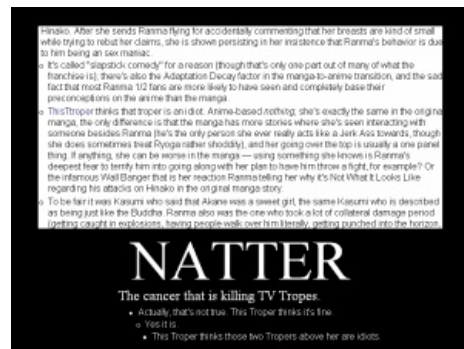 Hinako. After she sends Ranma flying for accidentally commenting that her breasts are kind of small
while trying to rebut her claims, she is shown persisting in her insistence that Ranma's behavior is due
to him being an sex maniac.
It's called "slapstick comedy" for a reason (though that's only one part out of many of what the
franchise is), there's also the Adaptation Decay factor in the manga-to-anime transition, and the sad
fact that most Ranma 1/2 fans are more likely to have seen and completely base their
preconceptions on the anime than the manga.
ThisTroper thinks that troper is an idiot. Anime-based nothing, she's exactly the same in the original
manga, the only difference is that the manga has more stories where she's seen interacting with
someone besides Ranma (he's the only person she ever really acts like a Jerk Ass towards, though
she does sometimes treat Ryoga rather shoddily), and her going over the top is usually a one panel
thing. If anything, she can be worse in the manga — using something she knows is Ranma's
deepest fear to terrify him into going along with her plan to have him throw a fight, for example? Or
the infamous Wall Banger that is her reaction Ranma telling her why it's Not What It Looks Like
regarding his attacks on Hinako in the original manga story.
To be fair it was Kasumi who said that Akane was a sweet girl, the same Kasumi who is described
as being just like the Buddha. Ranma also was the one who took a lot of collateral damage period
(getting caught in explosions, having people walk over him literally, getting punched into the horizon,
NATTER
The cancer that is killing TV Tropes.
Actually, that's not true. This Troper thinks it's fine.
Yes it is.
This Troper thinks those two Tropers above her are idiots.